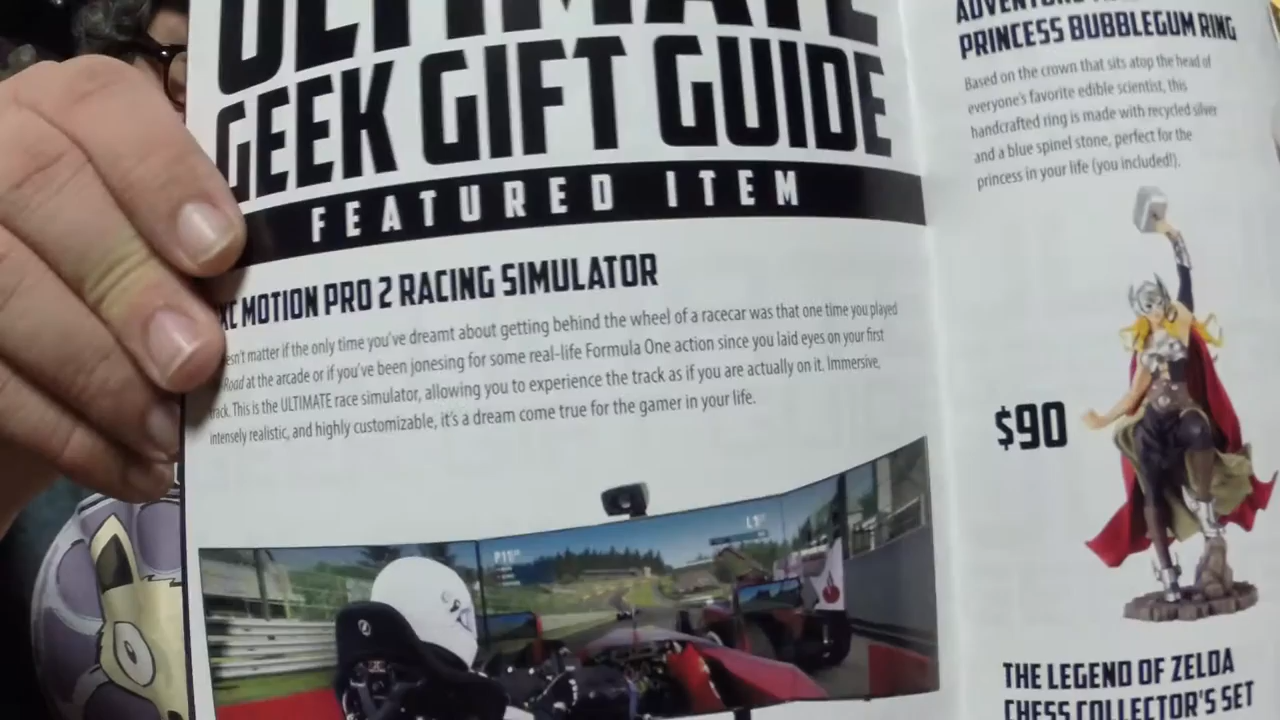 ULTIMATE
GEEK GIFT GUIDE
FEATURED ITEM
MOTION PRO 2 RACING SIMULATOR
matter if the only time you've dreamt about getting behind the wheel of a racecar was that one time you played
Road at the arcade or if you've been jonesing for some real-life Formula One action since you laid eyes on your first
This is the ULTIMATE race simulator, allowing you to experience the track as if you are actually on it. Immersive,
intensely realistic, and highly customizable, it's a dream come true for the gamer in your life.
PRINCESS BUBBLEGUM RING
Based on the crown that sits atop the head of
everyone's favorite edible scientist, this
handcrafted ring is made with recycled silver
and a blue spinel stone, perfect for the
princess in your life (you included!).
$90
THE LEGEND OF ZELDA
CHESS COLLECTOR'S SET